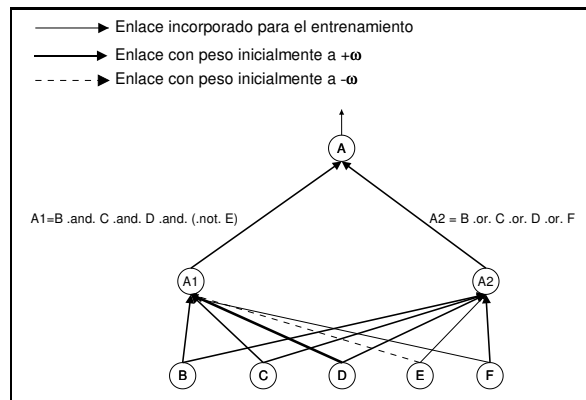 Enlace incorporado para el entrenamiento
Enlace con peso inicialmente a +ω
Enlace con peso inicialmente a -ω
A
A1=B .and. C .and. D .and. (.not. E)
A2 = B .or. C .or. D .or. F
A1
A2
B
C
D
E
F